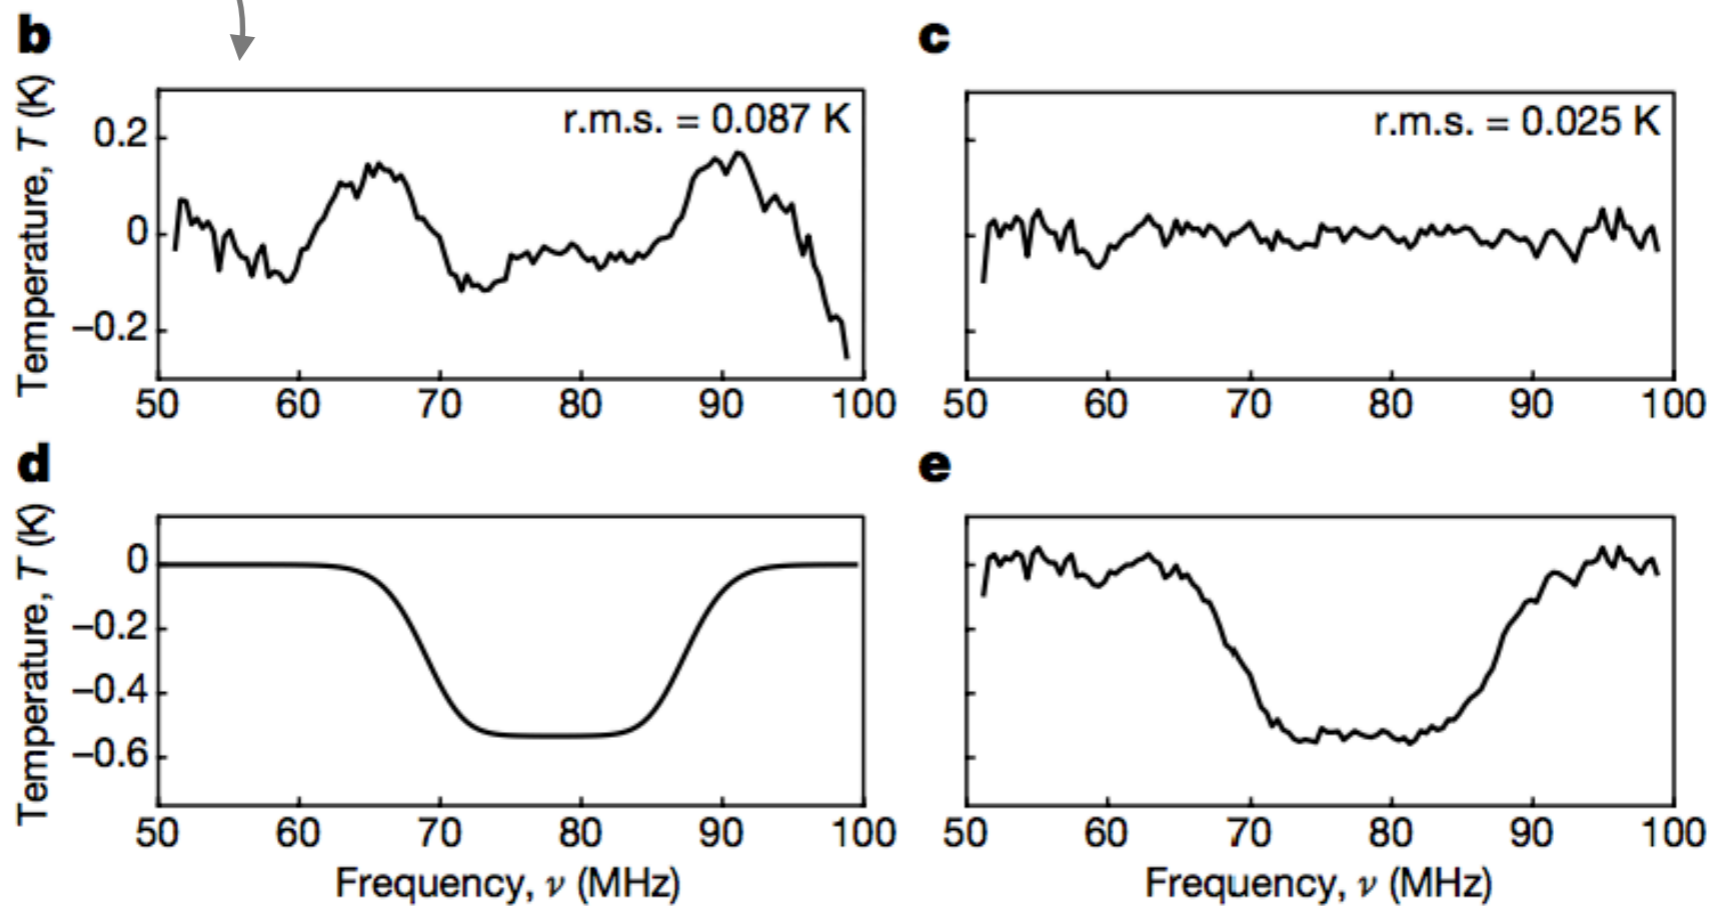 b
r.m.s. = 0.087 K
Temperature, T (K)
0.2
0
−0.2
50 60 70 80 90 100
c
r.m.s. = 0.025 K
50 60 70 80 90 100
d
Temperature, T (K)
0
−0.2
−0.4
−0.6
50 60 70 80 90 100
Frequency, ν (MHz)
e
50 60 70 80 90 100
Frequency, ν (MHz)